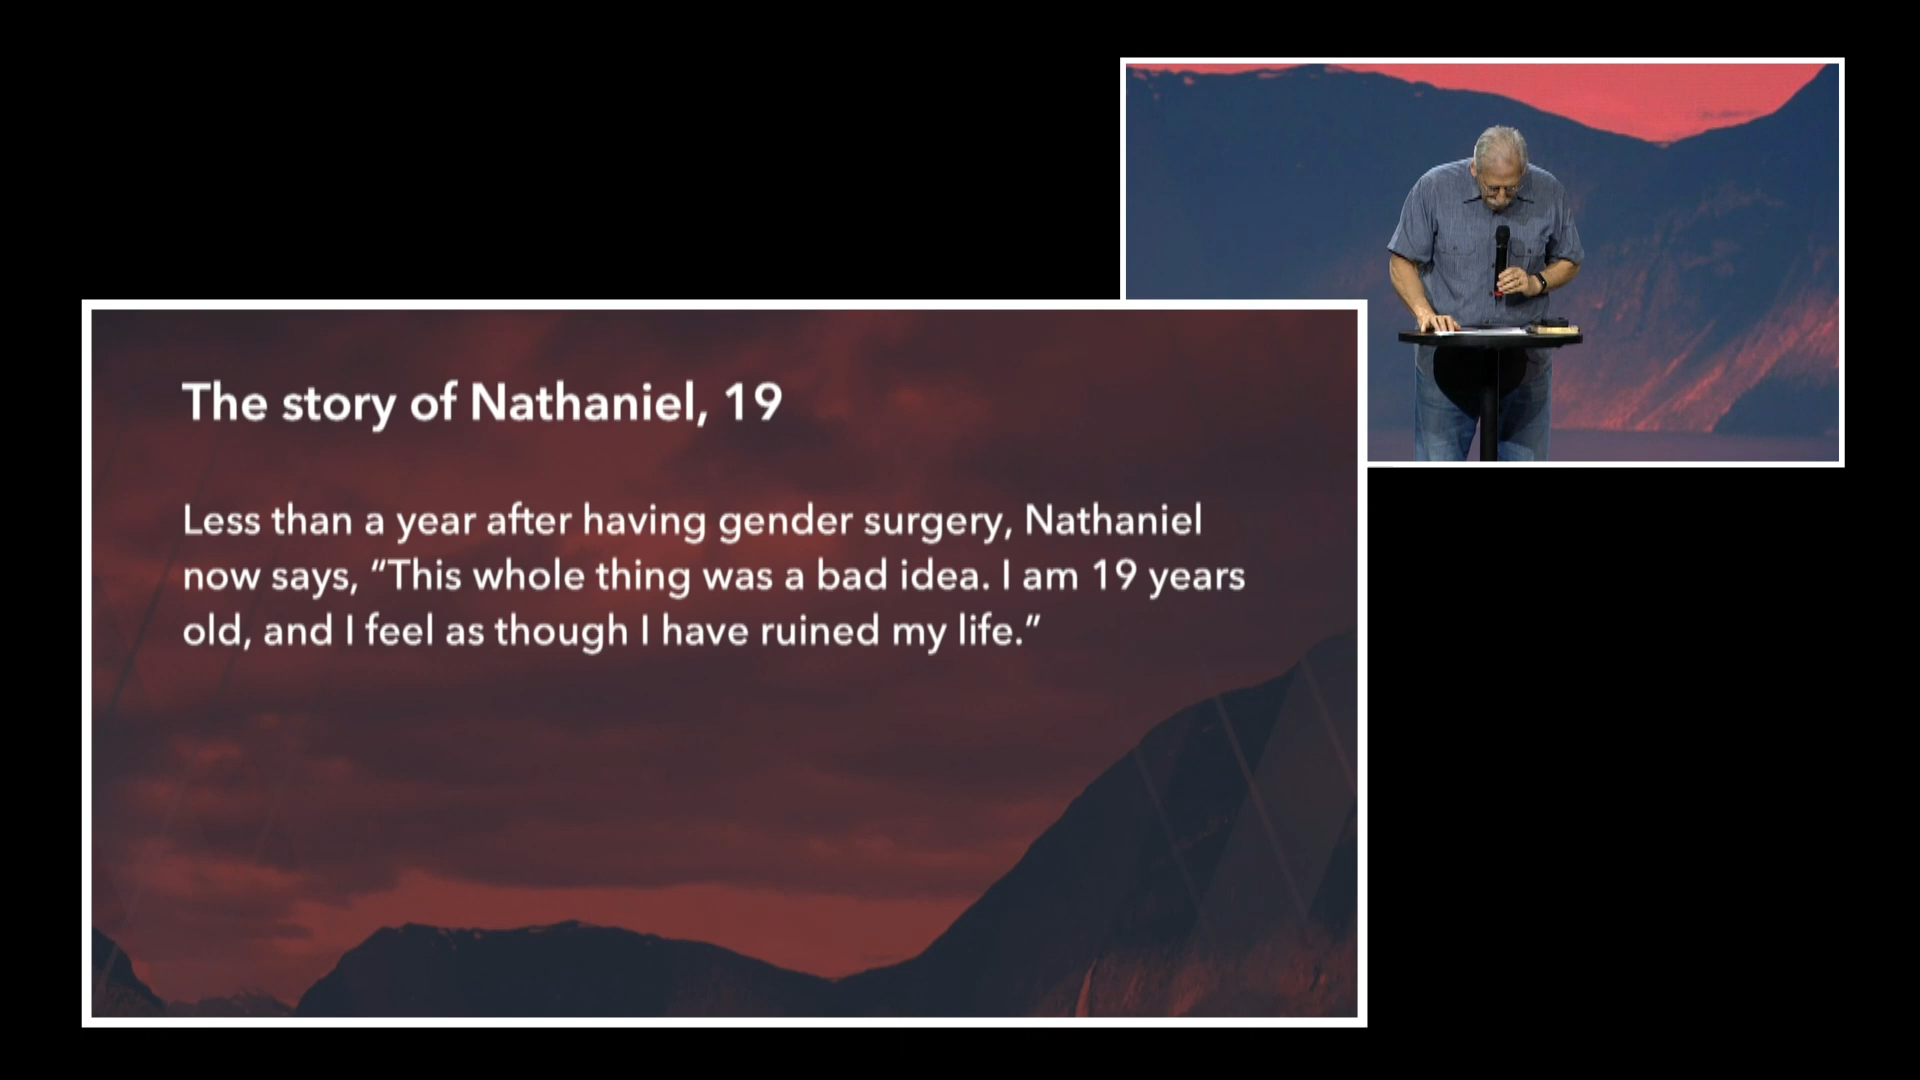 The story of Nathaniel, 19
Less than a year after having gender surgery, Nathaniel
now says, “This whole thing was a bad idea. I am 19 years
old, and I feel as though I have ruined my life.”